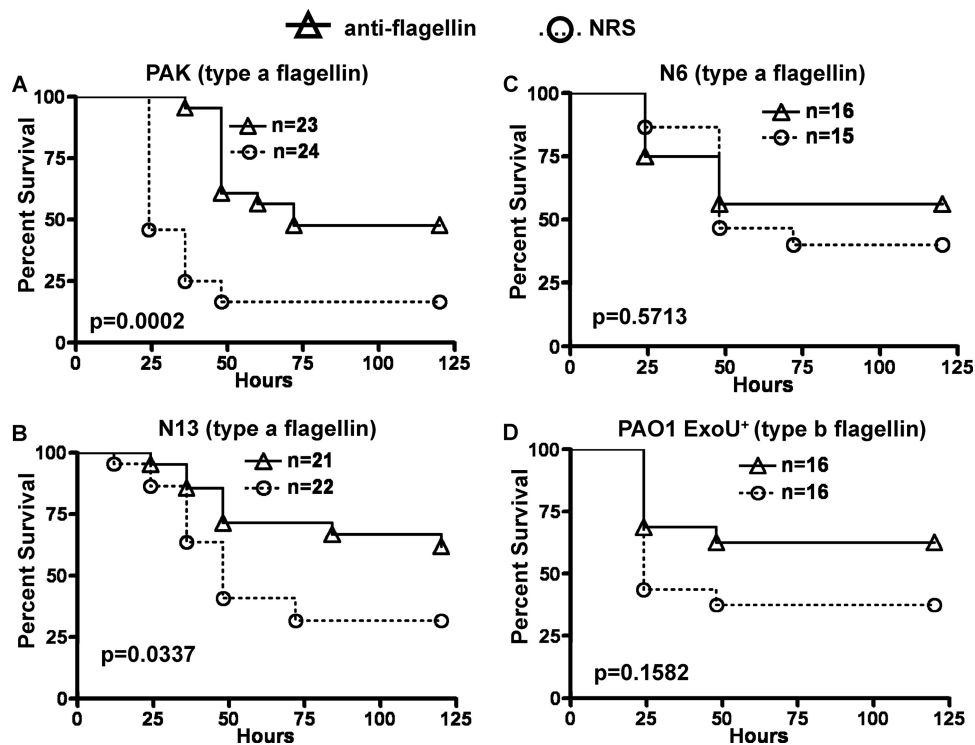 anti-flagellin NRS
A PAK (type a flagellin)
Percent Survival
100
75
50
25
0
n=23
n=24
p=0.0002
0 25 50 75 100 125
Hours
B N13 (type a flagellin)
Percent Survival
100
75
50
25
0
n=21
n=22
p=0.0337
0 25 50 75 100 125
Hours
C N6 (type a flagellin)
Percent Survival
100
75
50
25
0
n=16
n=15
p=0.5713
0 25 50 75 100 125
Hours
D PAO1 ExoU⁺ (type b flagellin)
Percent Survival
100
75
50
25
0
n=16
n=16
p=0.1582
0 25 50 75 100 125
Hours